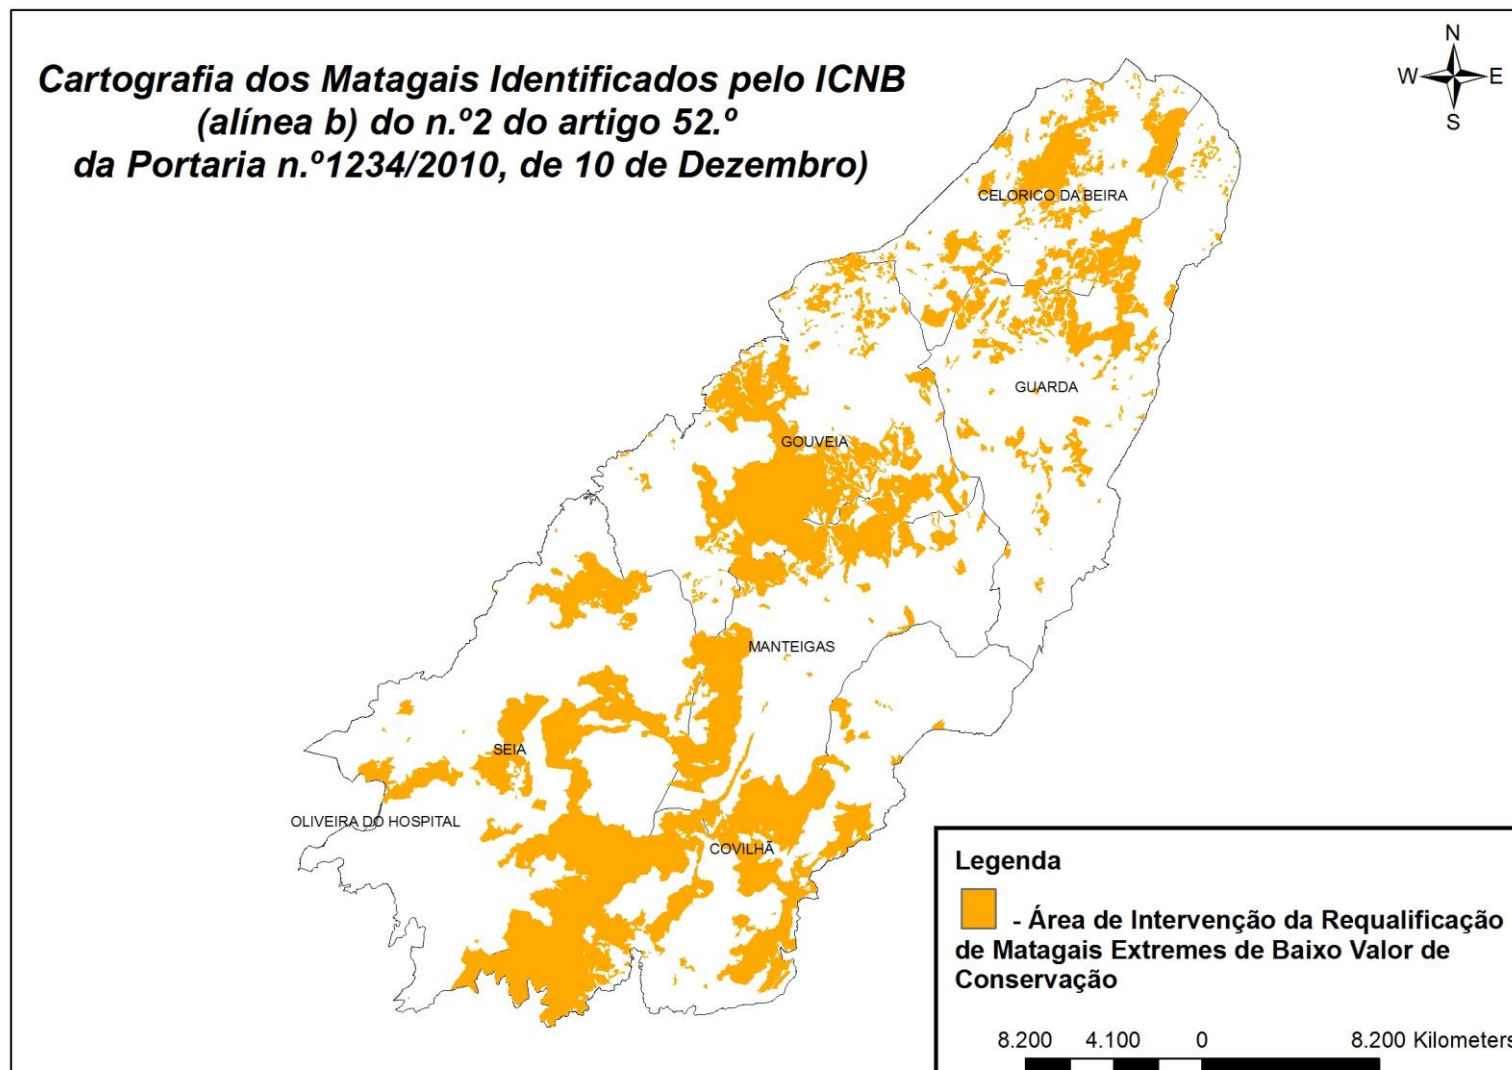 Cartografia dos Matagais Identificados pelo ICNB
(alínea b) do n.º2 do artigo 52.º
da Portaria n.º1234/2010, de 10 de Dezembro)
N
W E
S
CELORICO DA BEIRA
GUARDA
GOUVEIA
MANTEIGAS
SEIA
OLIVEIRA DO HOSPITAL
COVILHÃ
Legenda
- Área de Intervenção da Requalificação
de Matagais Extremes de Baixo Valor de
Conservação
8.200 4.100 0 8.200 Kilometers